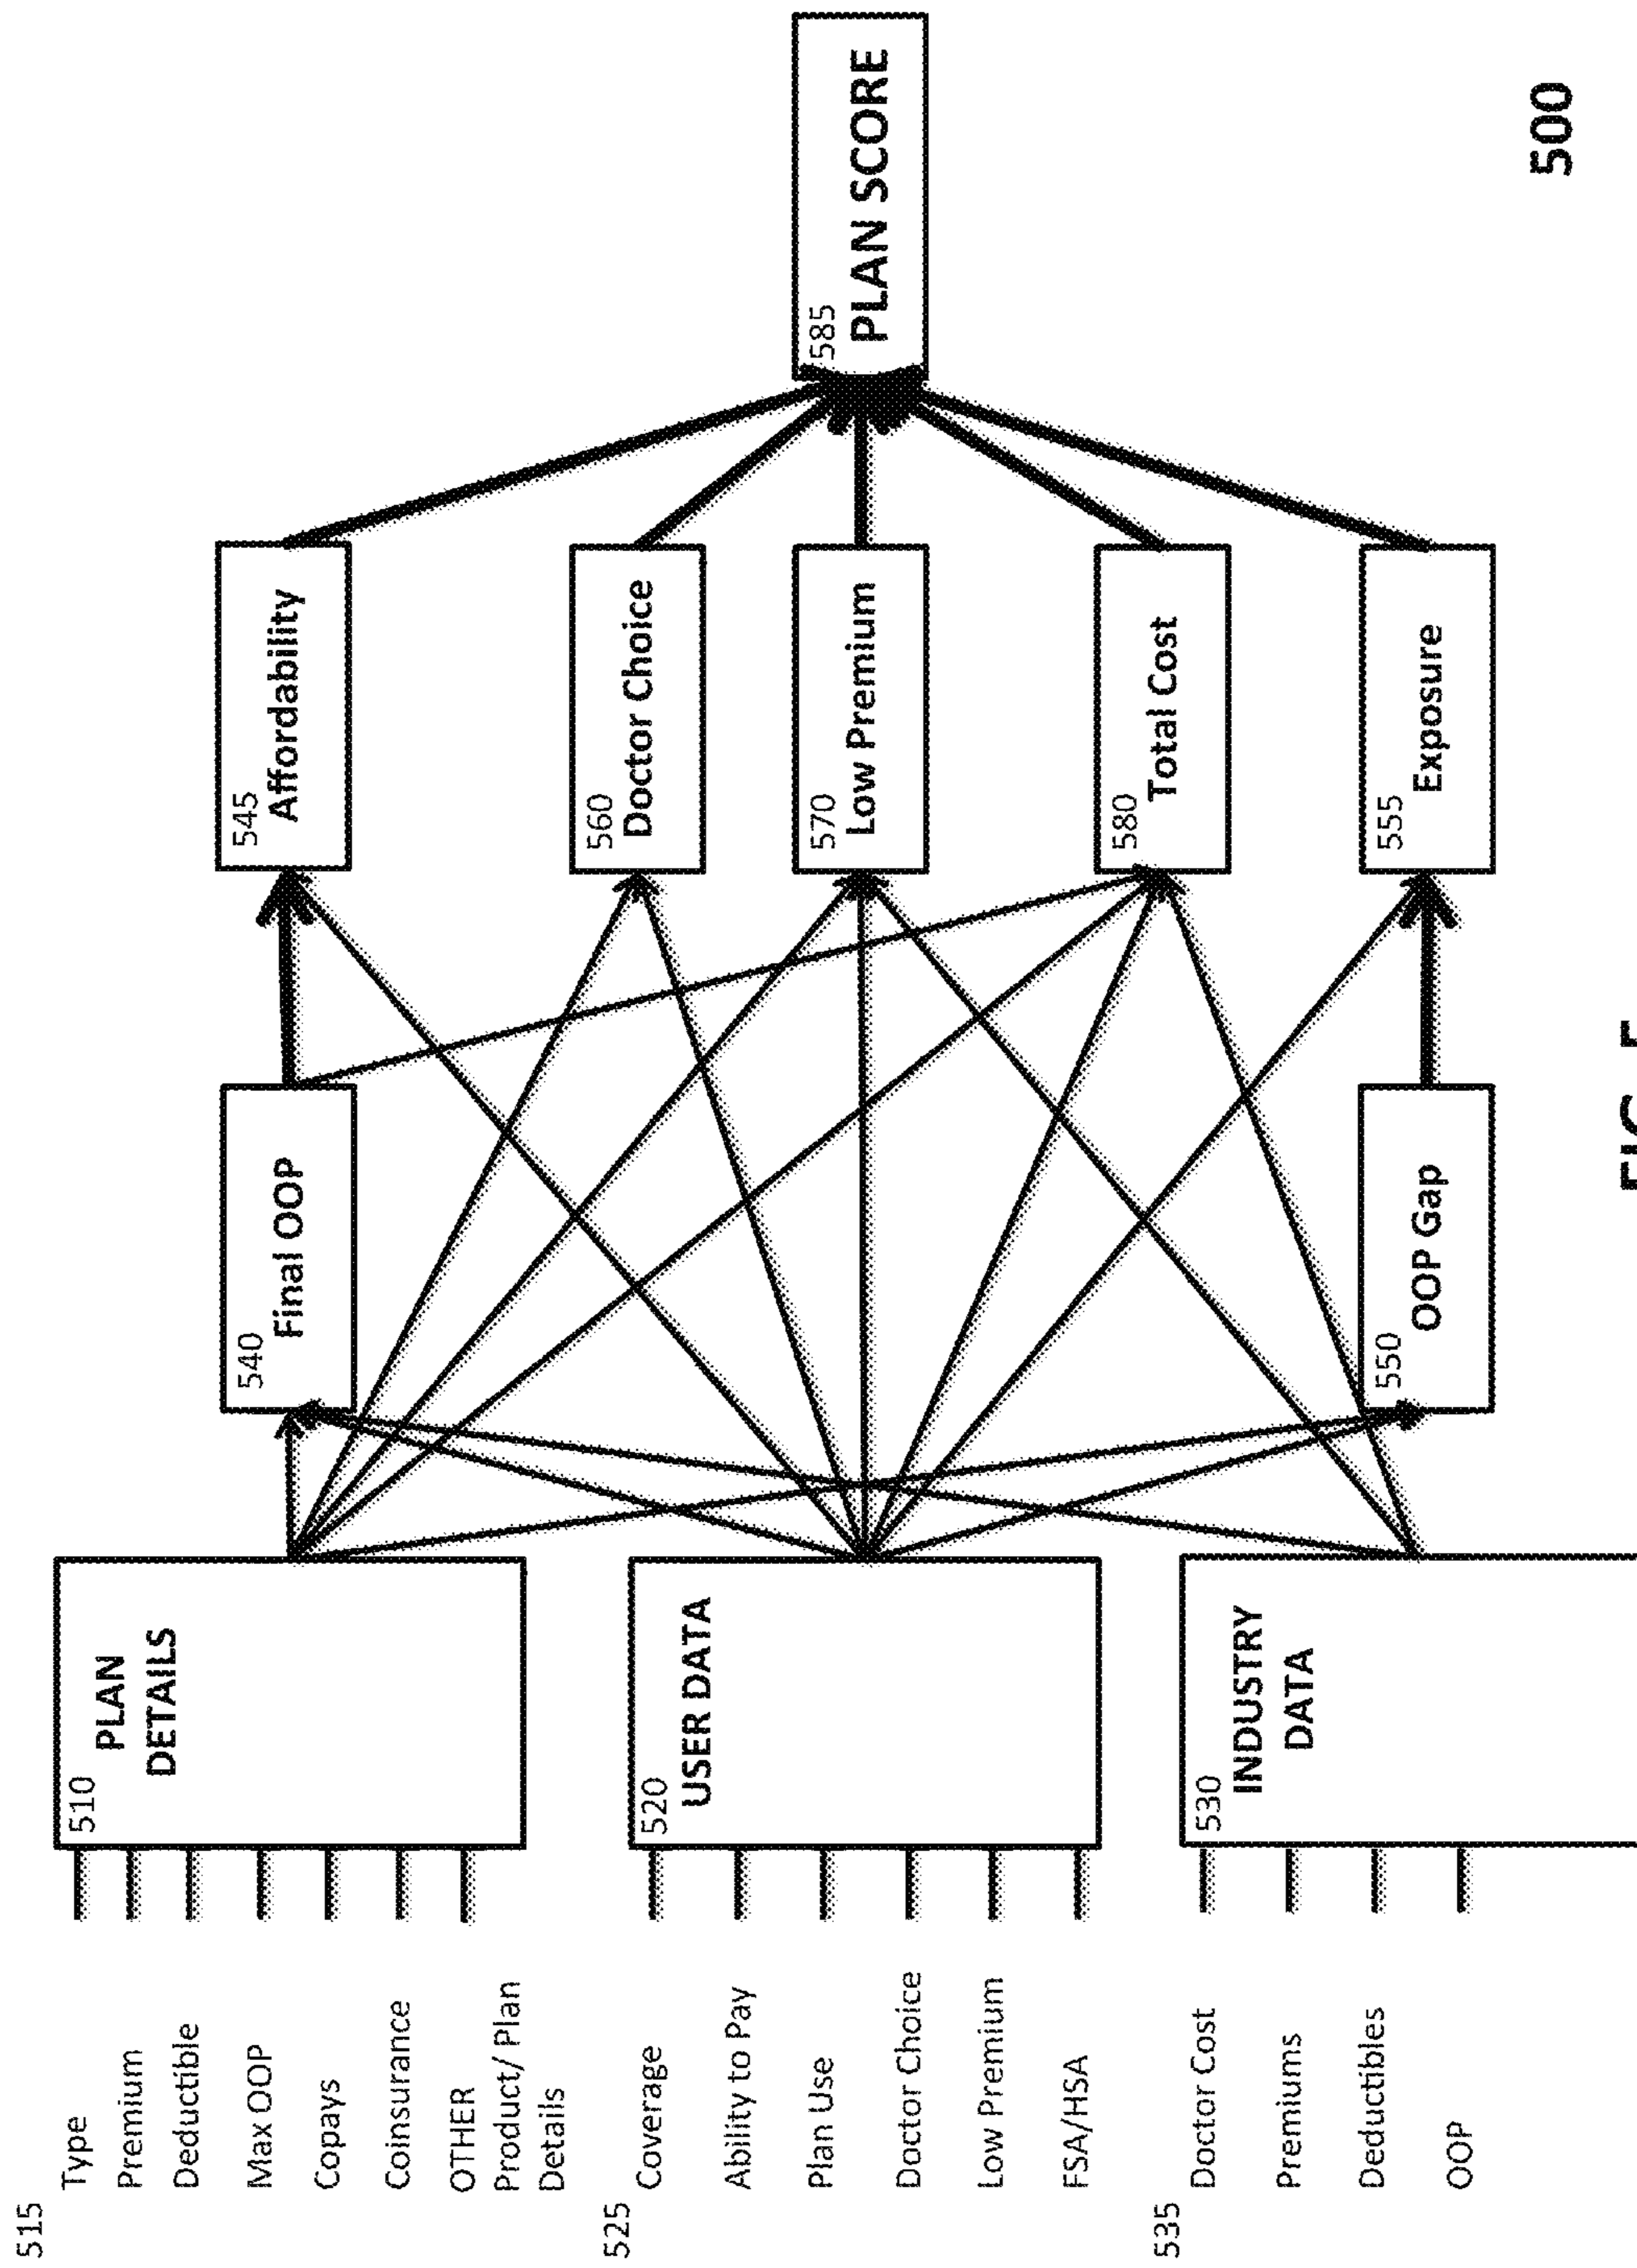 515
Type
Premium
Deductible
Max OOP
Copays
Coinsurance
OTHER
Product/ Plan
Details
525
Coverage
Ability to Pay
Plan Use
Doctor Choice
Low Premium
FSA/HSA
535
Doctor Cost
Premiums
Deductibles
OOP
510
PLAN
DETAILS
520
USER DATA
530
INDUSTRY
DATA
540
Final OOP
550
OOP Gap
545
Affordability
560
Doctor Choice
570
Low Premium
580
Total Cost
555
Exposure
585
PLAN SCORE
500